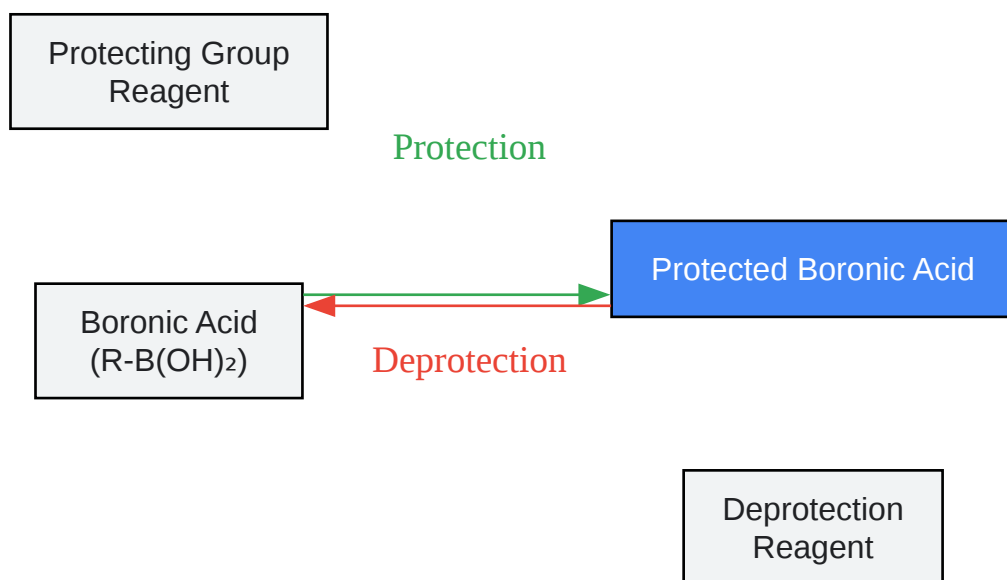 Protecting Group
Reagent
Protection
Protected Boronic Acid
Boronic Acid
(R-B(OH)₂)
Deprotection
Deprotection
Reagent